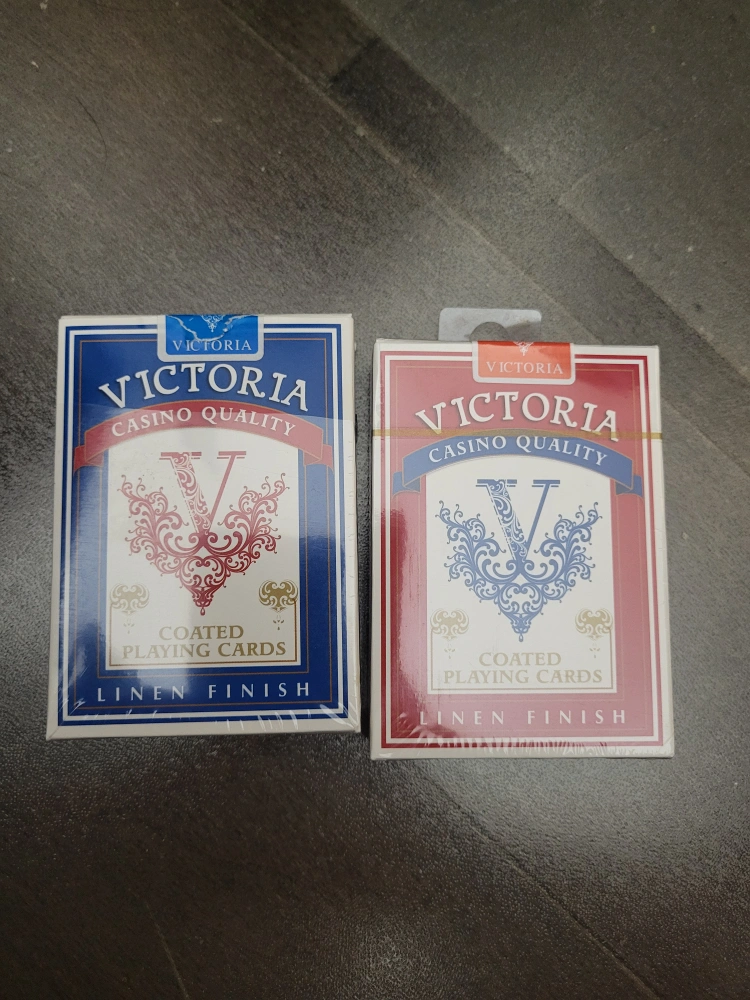 VICTORIA
VICTORIA
CASINO QUALITY
V
COATED
PLAYING CARDS
LINEN FINISH
VICTORIA
VICTORIA
CASINO QUALITY
V
COATED
PLAYING CARDS
LINEN FINISH